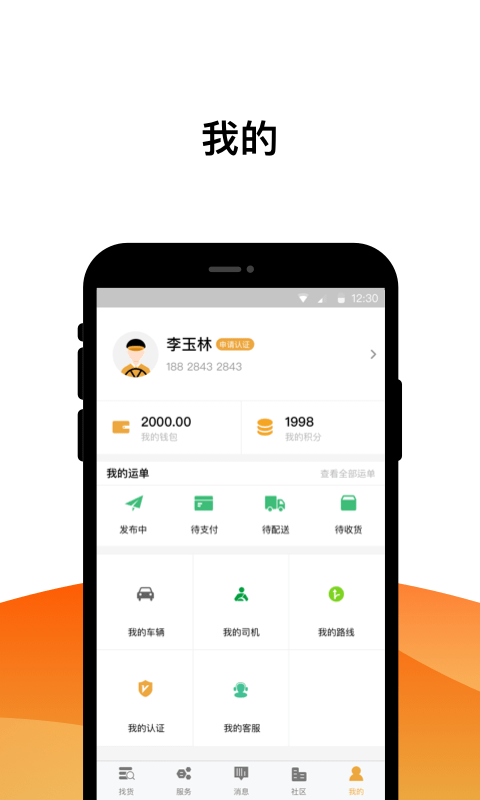 我的
12:30
李玉林 申请认证
188 2843 2843
2000.00 1998
我的钱包 我的积分
我的运单 查看全部运单
发布中 待支付 待配送 待收货
我的车辆 我的司机 我的路线
我的认证 我的客服
找货 服务 消息 社区 我的